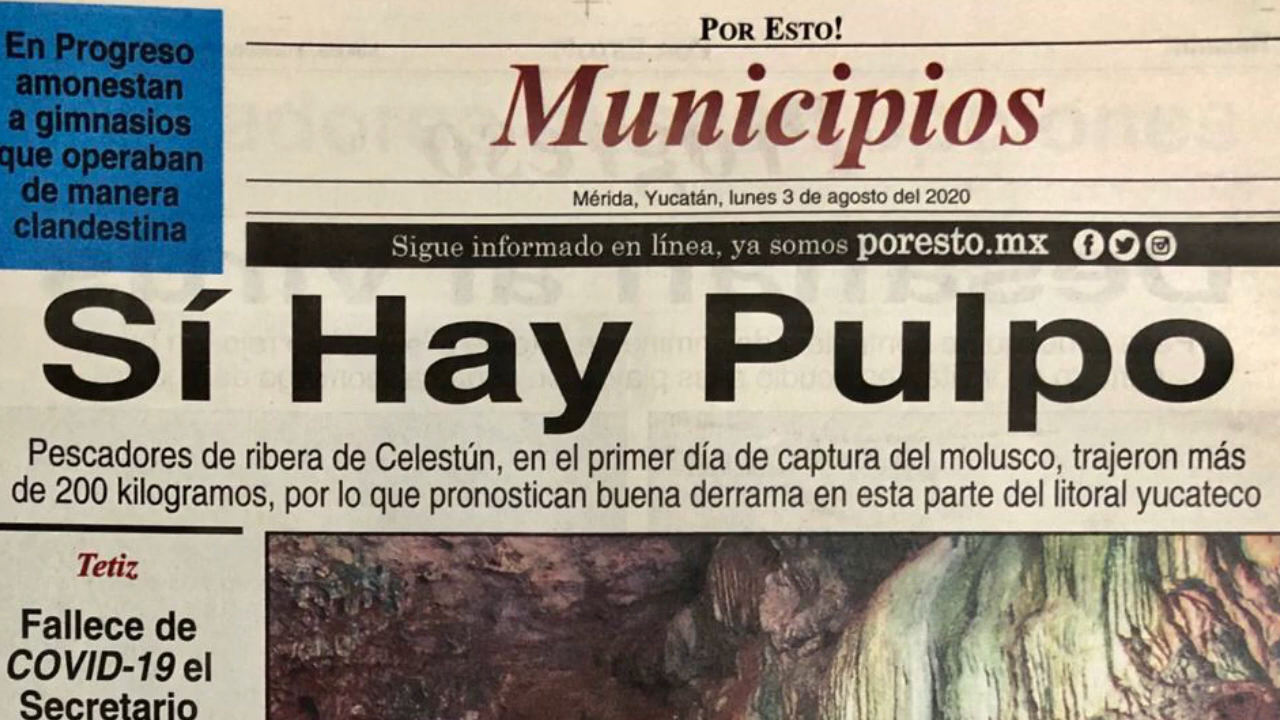 En Progreso
amonestan
a gimnasios
que operaban
de manera
clandestina
POR ESTO!
Municipios
Mérida, Yucatán, lunes 3 de agosto del 2020
Sigue informado en línea, ya somos poresto.mx
Sí Hay Pulpo
Pescadores de ribera de Celestún, en el primer día de captura del molusco, trajeron más
de 200 kilogramos, por lo que pronostican buena derrama en esta parte del litoral yucateco
Tetiz
Fallece de
COVID-19 el
Secretario